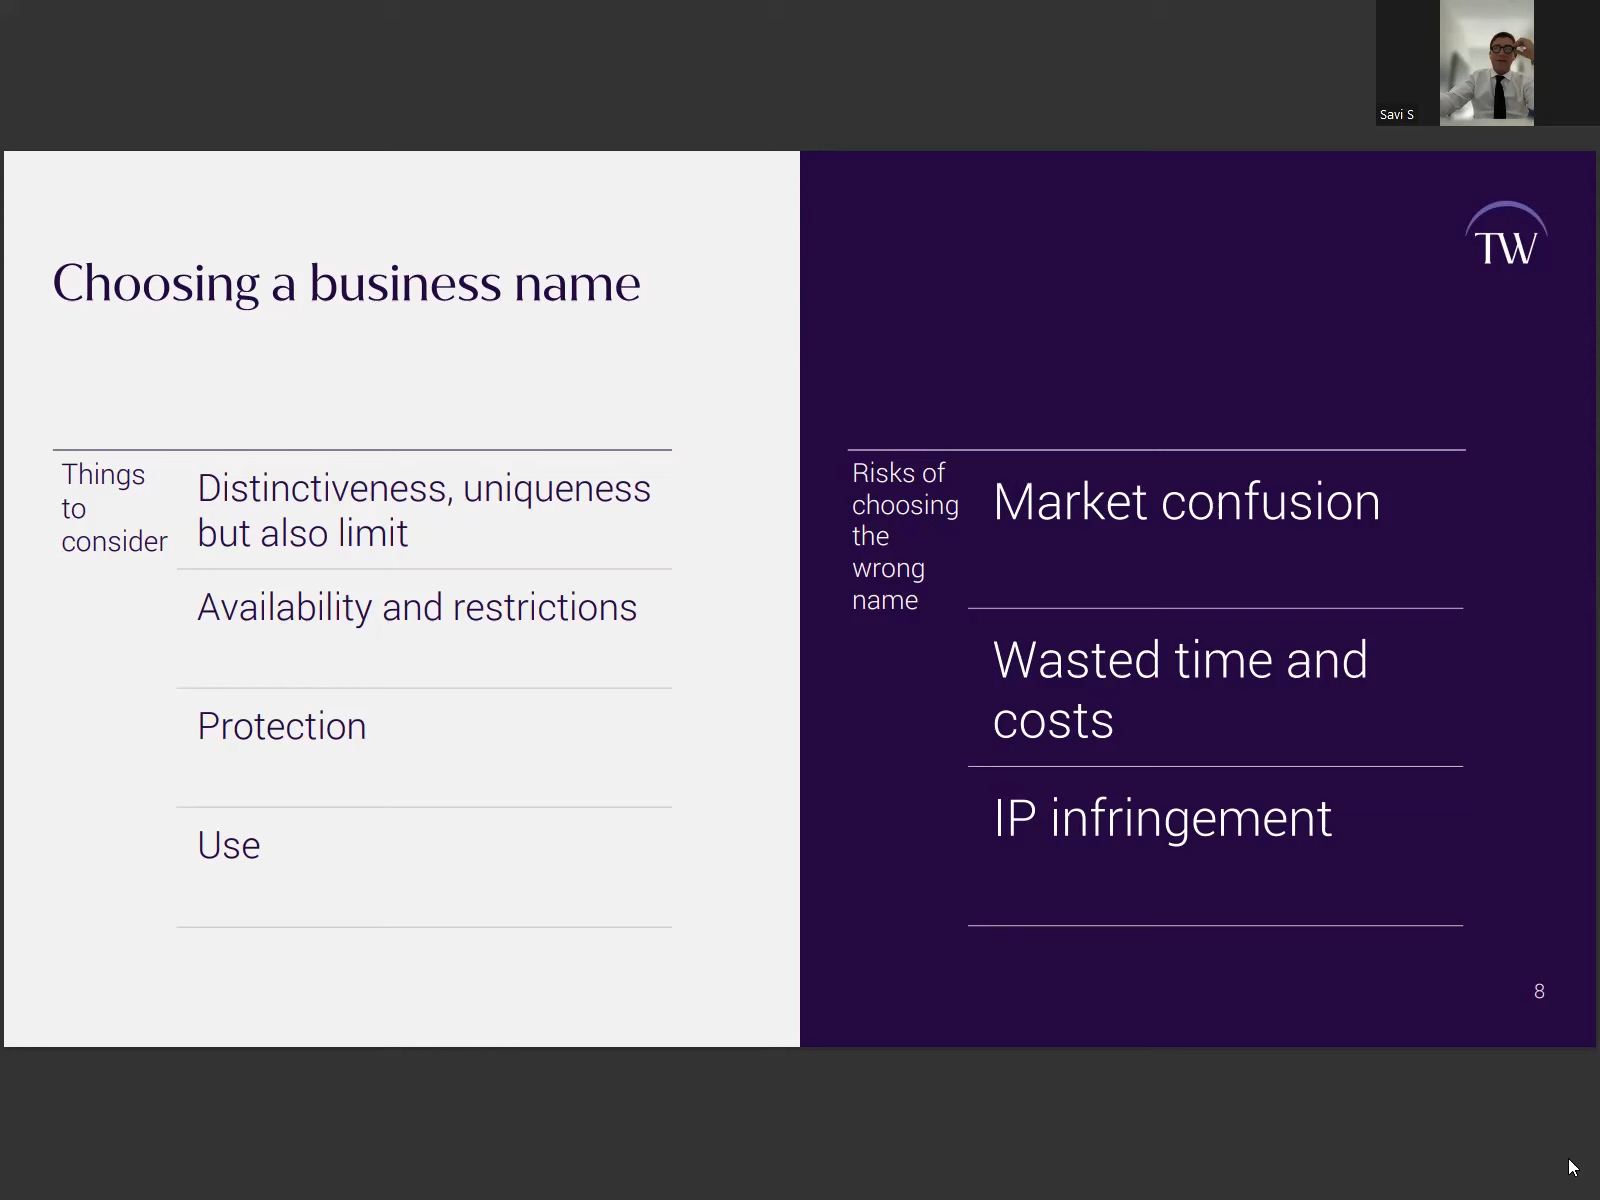 Savi S
Choosing a business name
TW
Things
to
consider
Distinctiveness, uniqueness
but also limit
Availability and restrictions
Protection
Use
Risks of
choosing
the
wrong
name
Market confusion
Wasted time and
costs
IP infringement
8